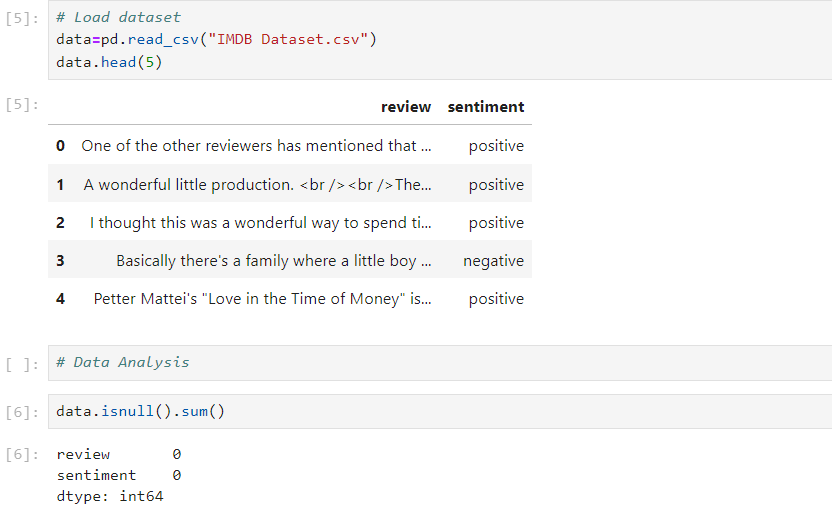 [5]: # Load dataset
data=pd.read_csv("IMDB Dataset.csv")
data.head(5)
[5]:
review sentiment
0 One of the other reviewers has mentioned that ... positive
1 A wonderful little production. <br /><br />The... positive
2 I thought this was a wonderful way to spend ti... positive
3 Basically there's a family where a little boy ... negative
4 Petter Mattei's "Love in the Time of Money" is... positive
[ ]: # Data Analysis
[6]: data.isnull().sum()
[6]: review 0
sentiment 0
dtype: int64